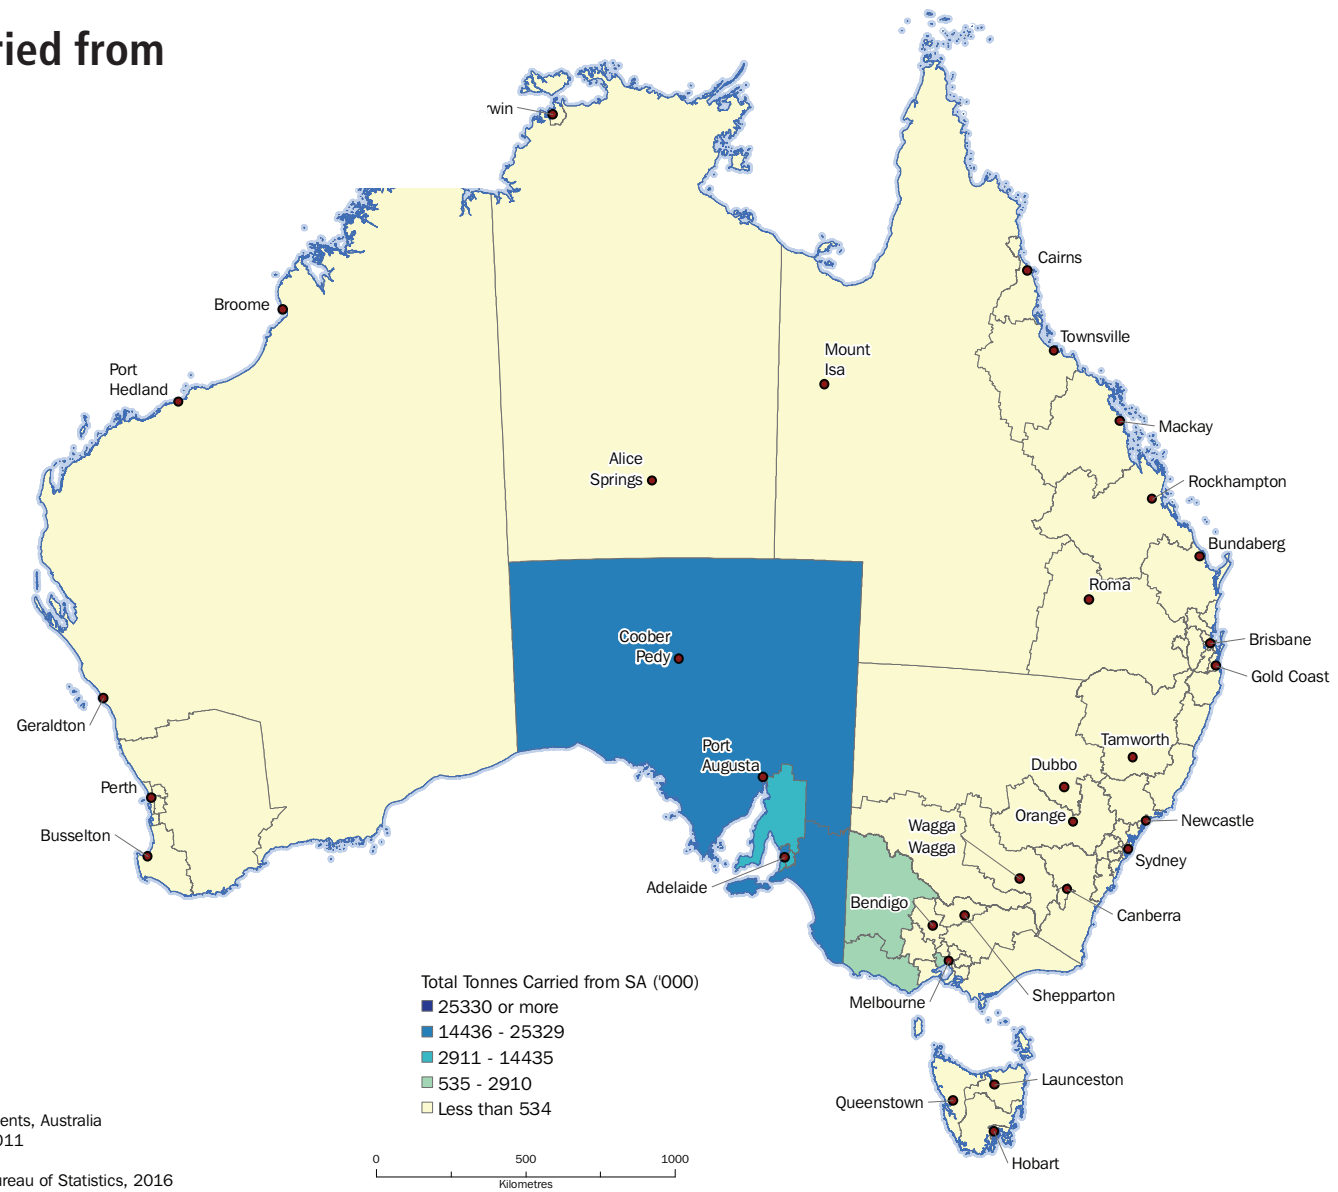 ried from
rwin
Cairns
Broome
Townsville
Mount
Isa
Port
Hedland
Mackay
Alice
Springs
Rockhampton
Bundaberg
Roma
Coober
Pedy
Brisbane
Gold Coast
Geraldton
Port
Augusta
Tamworth
Dubbo
Perth
Orange
Newcastle
Wagga
Wagga
Busselton
Sydney
Adelaide
Bendigo
Canberra
Melbourne
Shepparton
Total Tonnes Carried from SA ('000)
25330 or more
14436 - 25329
2911 - 14435
535 - 2910
Less than 534
Launceston
Queenstown
Hobart
ents, Australia
011
reau of Statistics, 2016
0 500 1000
Kilometres